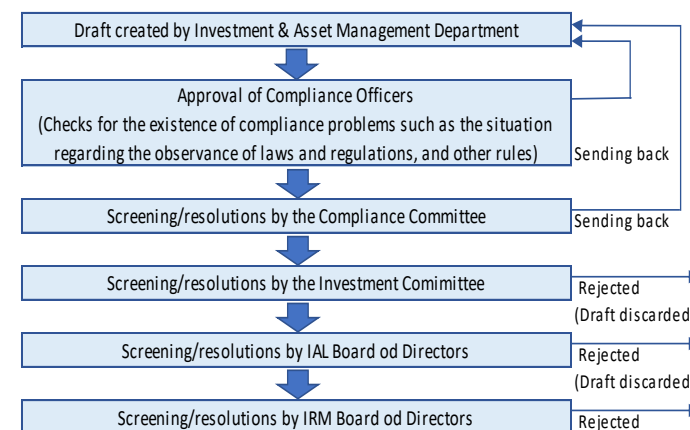 Draft created by Investment & Asset Management Department
Approval of Compliance Officers
(Checks for the existence of compliance problems such as the situation
regarding the observance of laws and regulations, and other rules)
Sending back
Screening/resolutions by the Compliance Committee
Sending back
Screening/resolutions by the Investment Comimittee
Rejected
(Draft discarded
Screening/resolutions by IAL Board od Directors
Rejected
(Draft discarded
Screening/resolutions by IRM Board od Directors
Rejected